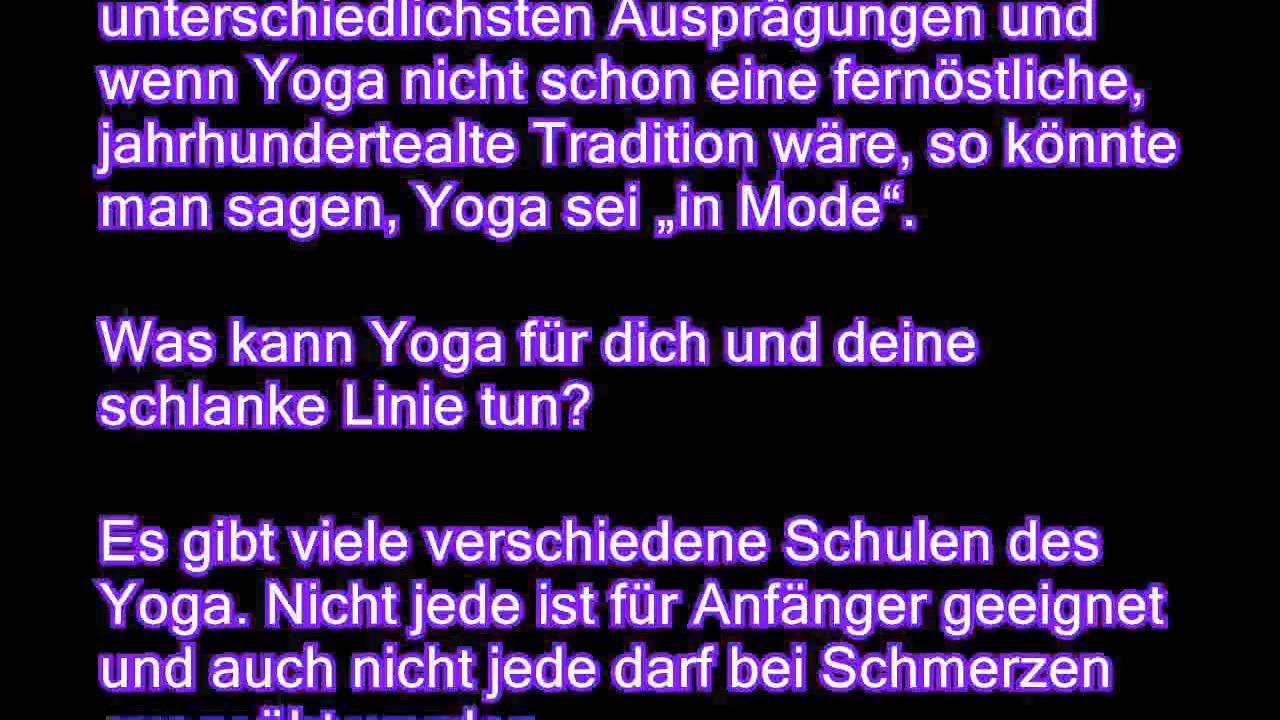 unterschiedlichsten Ausprägungen und
wenn Yoga nicht schon eine fernöstliche,
jahrhundertealte Tradition wäre, so könnte
man sagen, Yoga sei „in Mode“.
Was kann Yoga für dich und deine
schlanke Linie tun?
Es gibt viele verschiedene Schulen des
Yoga. Nicht jede ist für Anfänger geeignet
und auch nicht jede darf bei Schmerzen